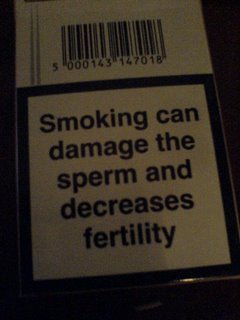 5 000143 147018
Smoking can
damage the
sperm and
decreases
fertility